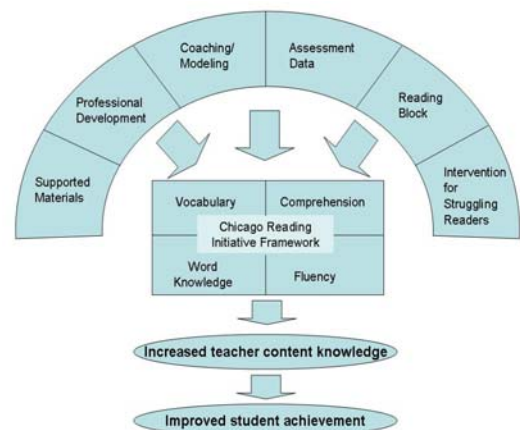 Supported
Materials
Professional
Development
Coaching/
Modeling
Assessment
Data
Reading
Block
Intervention
for
Struggling
Readers
Vocabulary
Comprehension
Chicago Reading
Initiative Framework
Word
Knowledge
Fluency
Increased teacher content knowledge
Improved student achievement